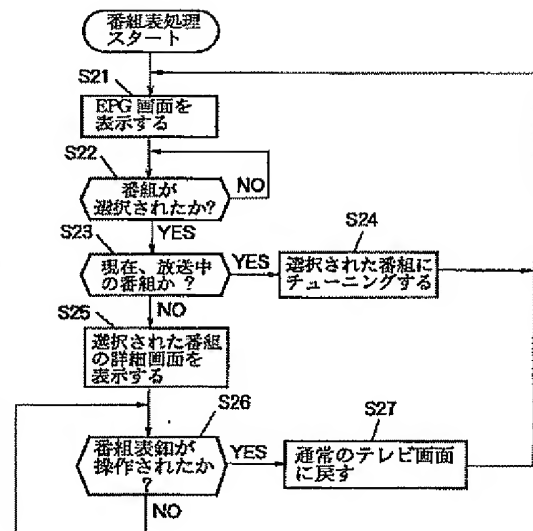 番組表処理
スタート
S21
EPG画面を
表示する
S22
番組が
選択されたか?
NO
YES
S23
現在、放送中
の番組か ?
YES
S24
選択された番組に
チューニングする
NO
S25
選択された番組
の詳細画面を
表示する
S26
番組表釦が
操作されたか
?
YES
S27
通常のテレビ画面
に戻す
NO